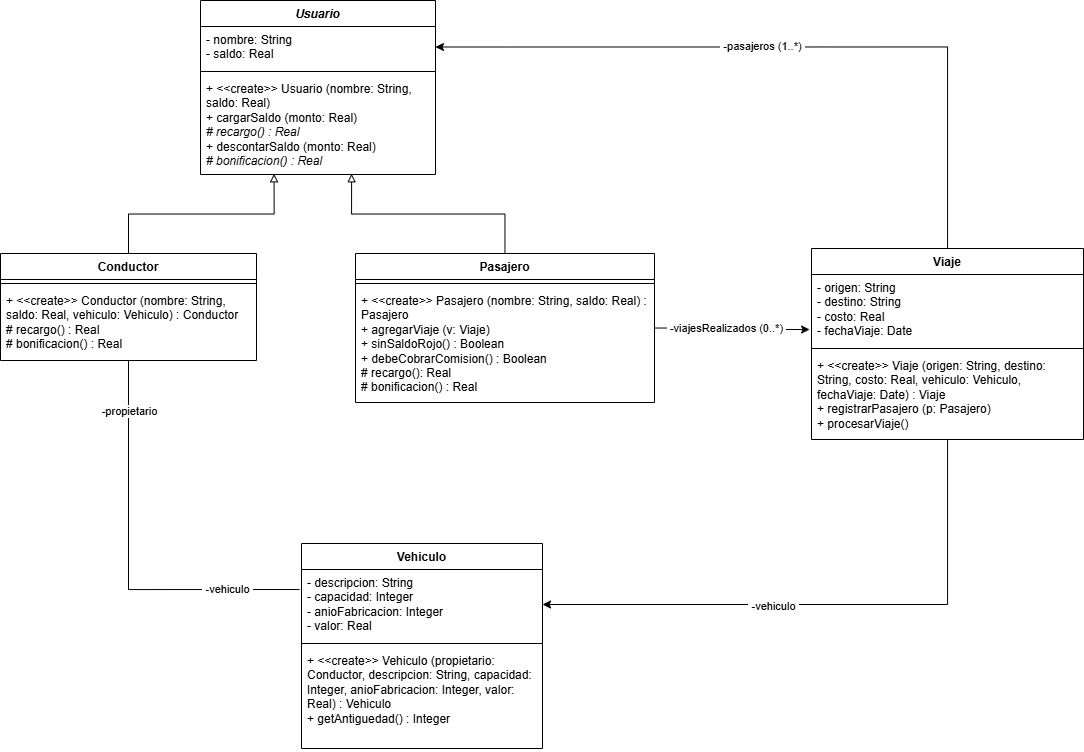 Usuario
- nombre: String
- saldo: Real
+ <<create>> Usuario (nombre: String,
saldo: Real)
+ cargarSaldo (monto: Real)
# recargo() : Real
+ descontarSaldo (monto: Real)
# bonificacion() : Real
-pasajeros (1..*)
Conductor
+ <<create>> Conductor (nombre: String,
saldo: Real, vehiculo: Vehiculo) : Conductor
# recargo() : Real
# bonificacion() : Real
Pasajero
+ <<create>> Pasajero (nombre: String, saldo: Real) :
Pasajero
+ agregarViaje (v: Viaje)
+ sinSaldoRojo() : Boolean
+ debeCobrarComision() : Boolean
# recargo(): Real
# bonificacion() : Real
-viajesRealizados (0..*)
Viaje
- origen: String
- destino: String
- costo: Real
- fechaViaje: Date
+ <<create>> Viaje (origen: String, destino:
String, costo: Real, vehiculo: Vehiculo,
fechaViaje: Date) : Viaje
+ registrarPasajero (p: Pasajero)
+ procesarViaje()
-propietario
-vehiculo
Vehiculo
- descripcion: String
- capacidad: Integer
- anioFabricacion: Integer
- valor: Real
+ <<create>> Vehiculo (propietario:
Conductor, descripcion: String, capacidad:
Integer, anioFabricacion: Integer, valor:
Real) : Vehiculo
+ getAntiguedad() : Integer
-vehiculo